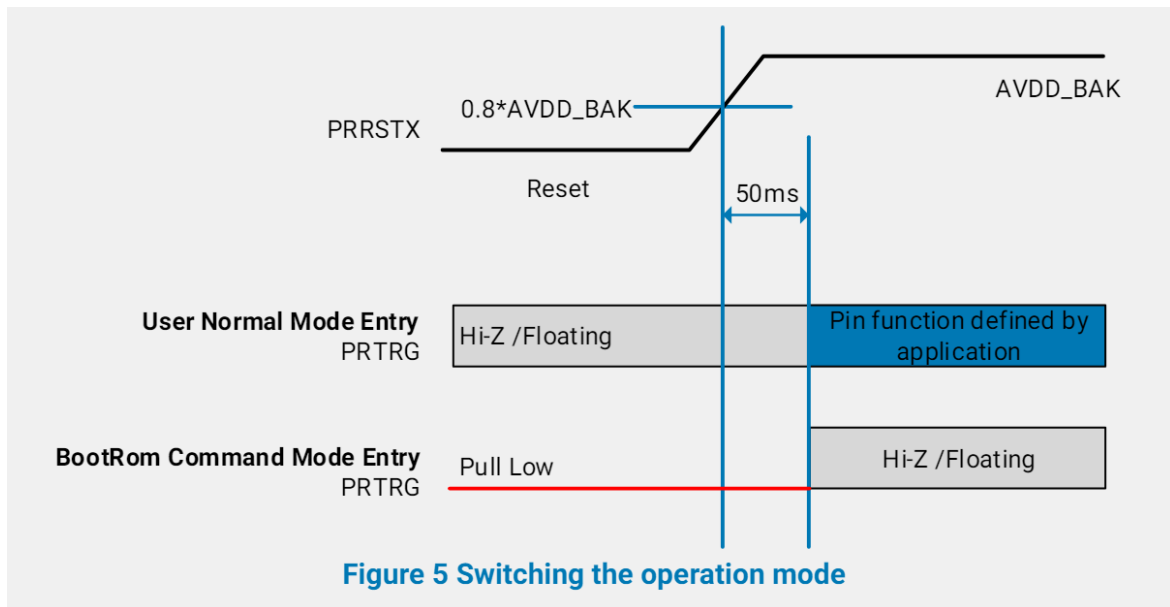 AVDD_BAK
0.8*AVDD_BAK
PRRSTX
Reset
50ms
User Normal Mode Entry
PRTRG
Hi-Z /Floating
Pin function defined by
application
BootRom Command Mode Entry
PRTRG
Pull Low
Hi-Z /Floating
Figure 5 Switching the operation mode